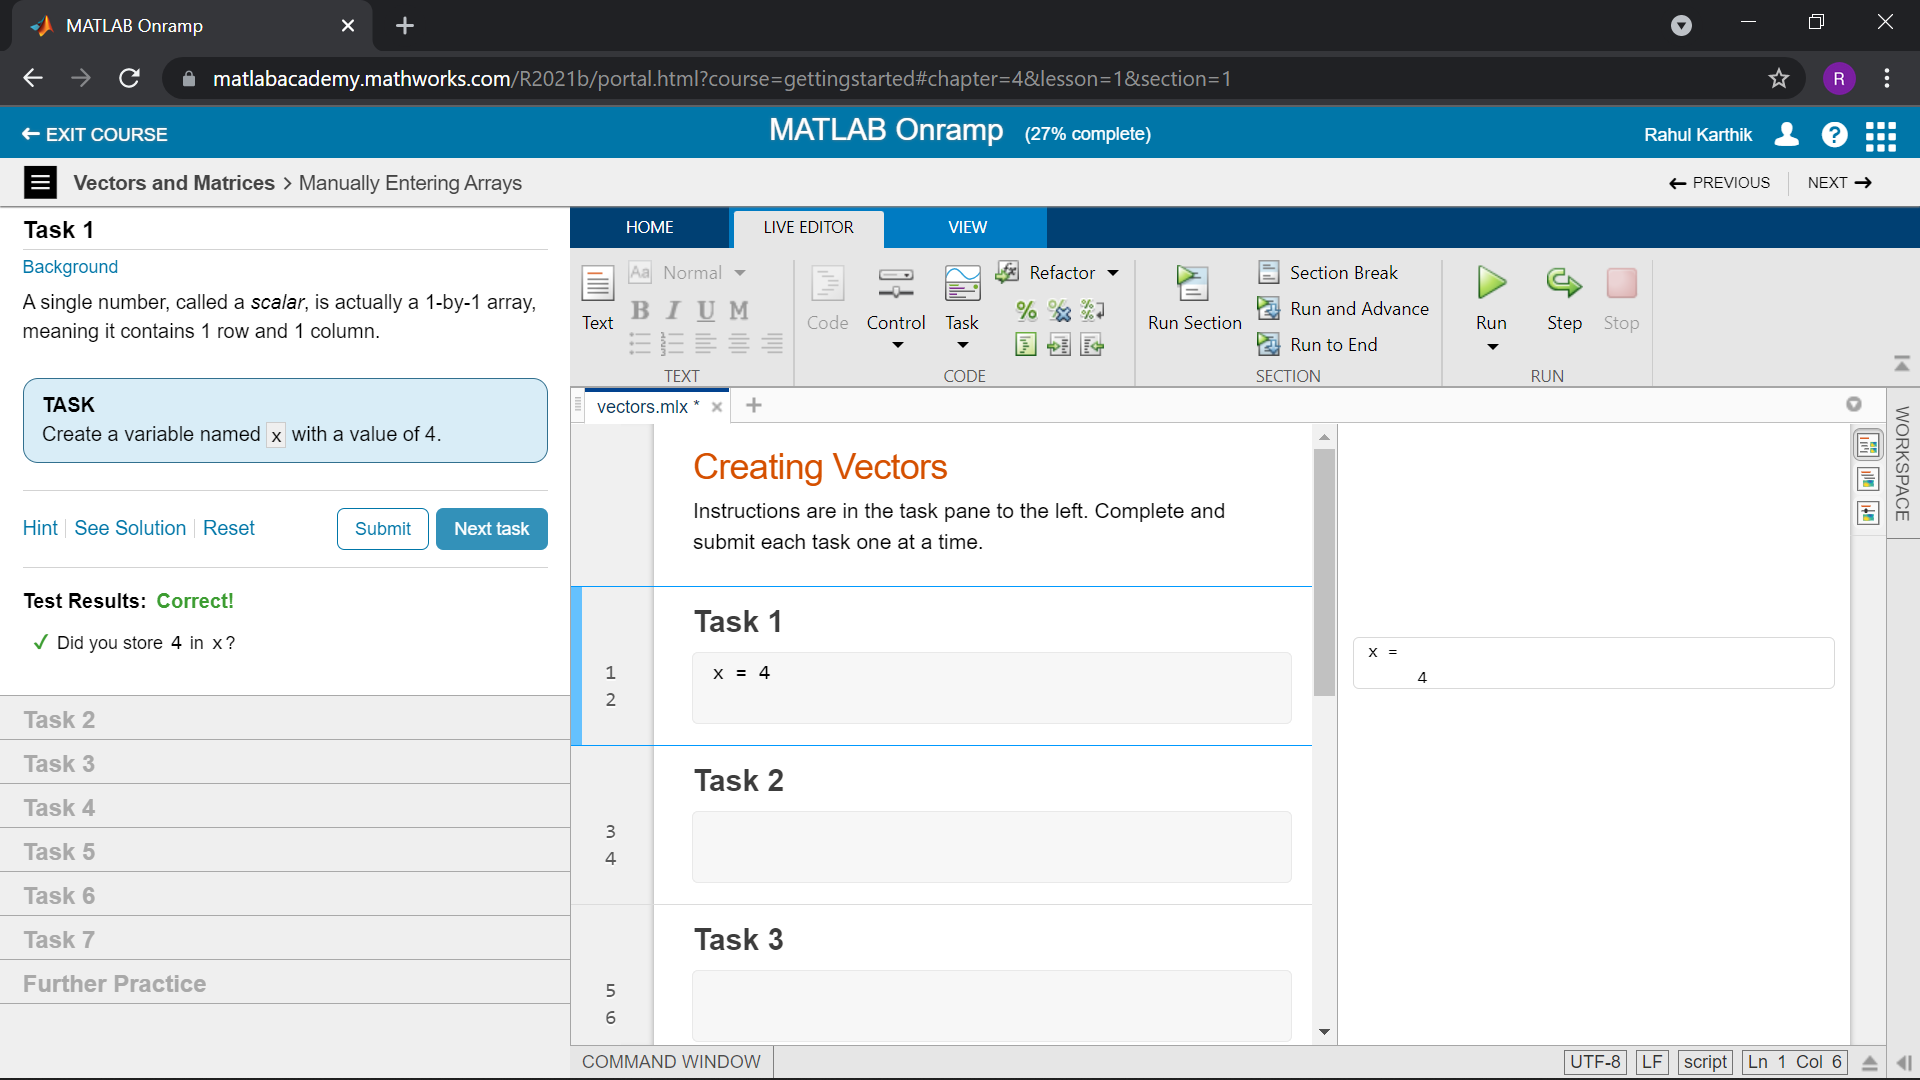 MATLAB Onramp
matlabacademy.mathworks.com/R2021b/portal.html?course=gettingstarted#chapter=4&lesson=1&section=1
R
EXIT COURSE
MATLAB Onramp (27% complete)
Rahul Karthik
?
Vectors and Matrices > Manually Entering Arrays
PREVIOUS
NEXT
Task 1
Background
A single number, called a scalar, is actually a 1-by-1 array,
meaning it contains 1 row and 1 column.
TASK
Create a variable named x with a value of 4.
Hint
See Solution
Reset
Submit
Next task
Test Results: Correct!
Did you store 4 in x?
Task 2
Task 3
Task 4
Task 5
Task 6
Task 7
Further Practice
HOME
LIVE EDITOR
VIEW
Text
Aa Normal
B I U M
TEXT
Code
Control
Task
Refactor
CODE
Run Section
Section Break
Run and Advance
Run to End
SECTION
Run
Step
Stop
RUN
vectors.mlx *
Creating Vectors
Instructions are in the task pane to the left. Complete and
submit each task one at a time.
Task 1
1 x = 4
2
Task 2
3
4
Task 3
5
6
x =
4
WORKSPACE
COMMAND WINDOW
UTF-8
LF
script
Ln 1 Col 6